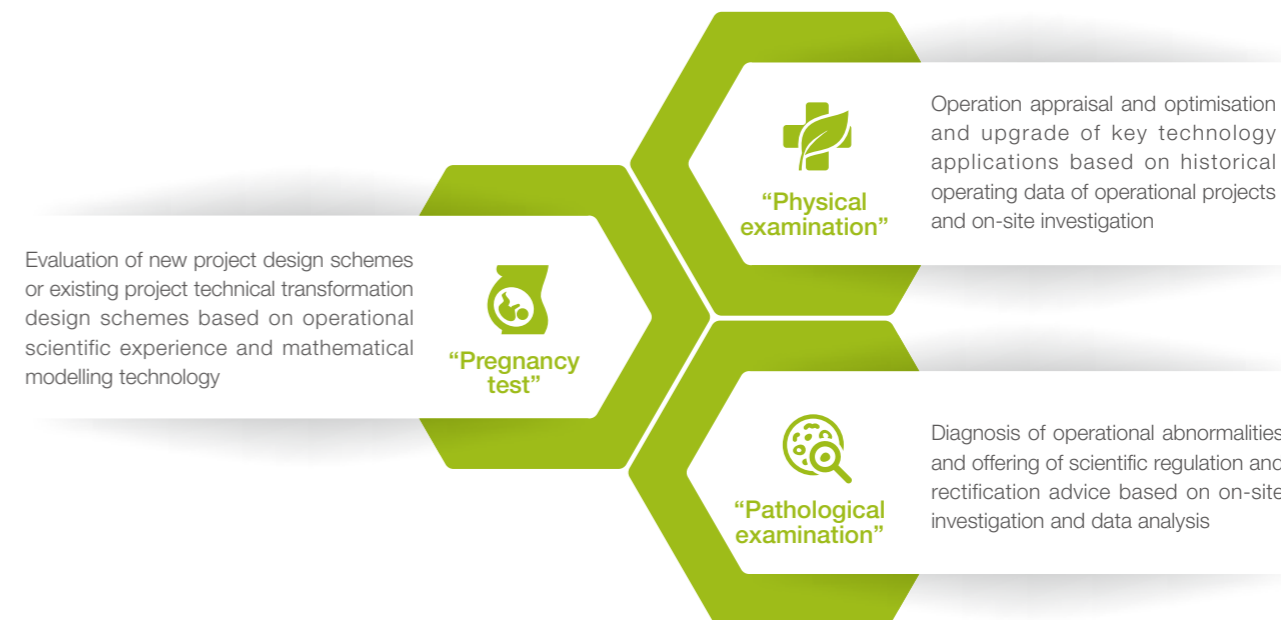 Evaluation of new project design schemes
or existing project technical transformation
design schemes based on operational
scientific experience and mathematical
modelling technology
“Pregnancy
test”
“Physical
examination”
Operation appraisal and optimisation
and upgrade of key technology
applications based on historical
operating data of operational projects
and on-site investigation
“Pathological
examination”
Diagnosis of operational abnormalities
and offering of scientific regulation and
rectification advice based on on-site
investigation and data analysis